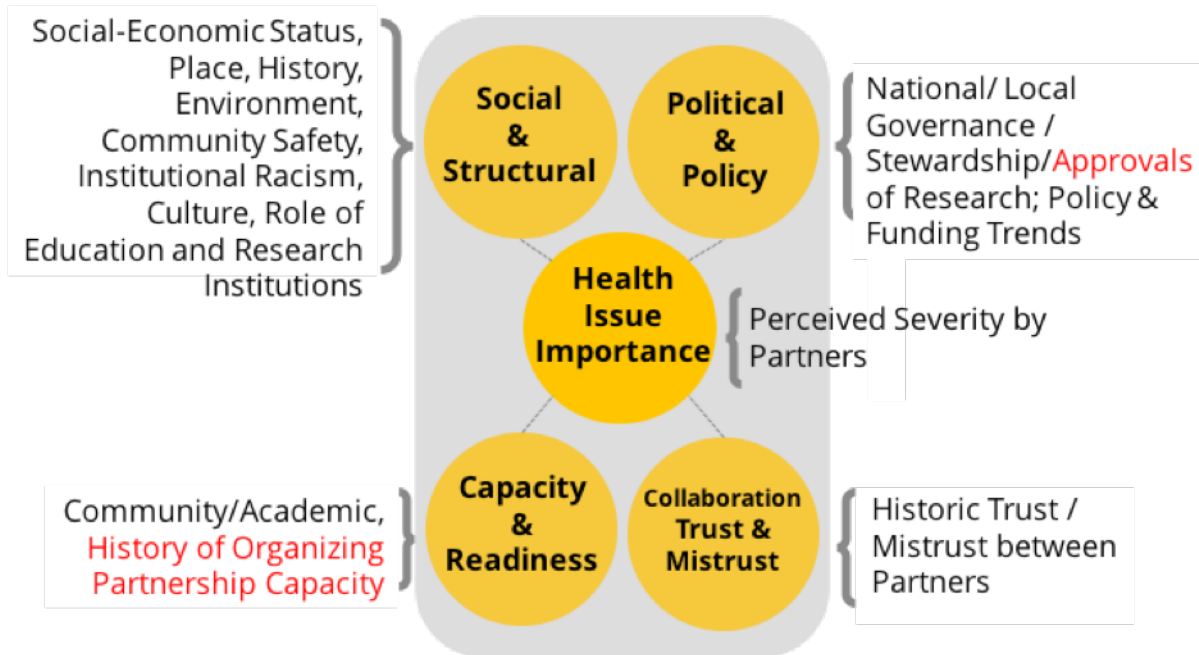 Social-Economic Status,
Place, History,
Environment,
Community Safety,
Institutional Racism,
Culture, Role of
Education and Research
Institutions
Social
&
Structural
Political
&
Policy
National/ Local
Governance /
Stewardship/Approvals
of Research; Policy &
Funding Trends
Health
Issue
Importance
Perceived Severity by
Partners
Community/Academic,
History of Organizing
Partnership Capacity
Capacity
&
Readiness
Collaboration
Trust &
Mistrust
Historic Trust /
Mistrust between
Partners